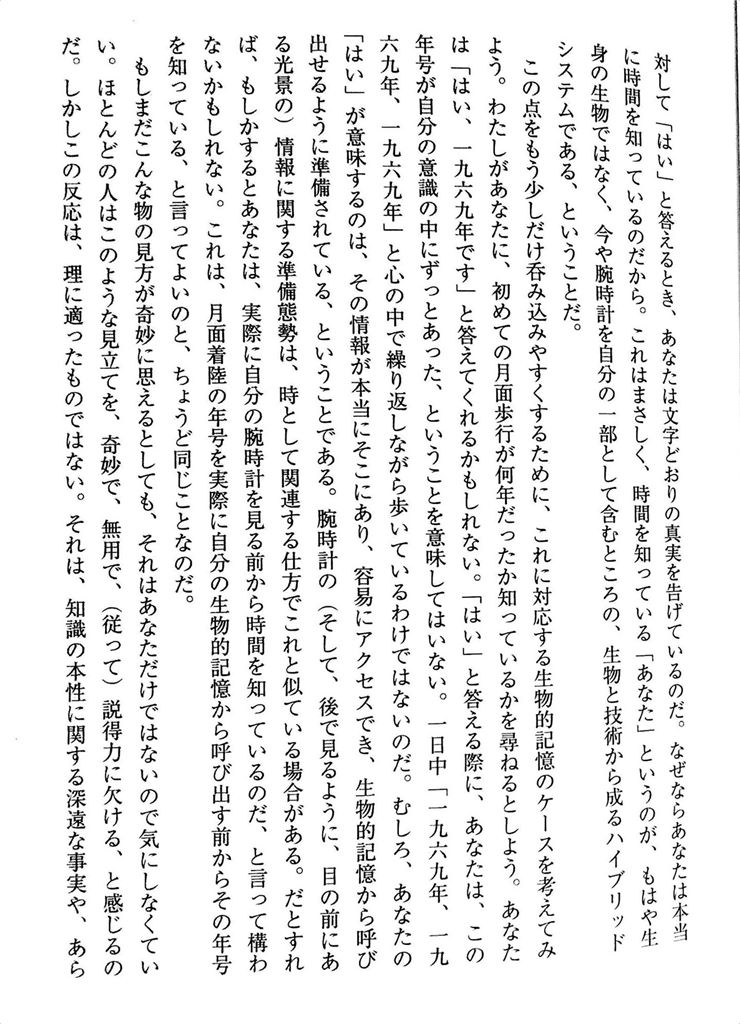 対して「はい」と答えるとき、あなたは文字どおりの真実を告げているのだ。なぜならあなたは本当
に時間を知っているのだから。これはまさしく、時間を知っている「あなた」というのが、もはや生
身の生物ではなく、今や腕時計を自分の一部として含むところの、生物と技術から成るハイブリッド
システムである、ということだ。
この点をもう少しだけ呑み込みやすくするために、これに対応する生物的記憶のケースを考えてみ
よう。わたしがあなたに、初めての月面歩行が何年だったか知っているかを尋ねるとしよう。あなた
は「はい、一九六九年です」と答えてくれるかもしれない。「はい」と答える際に、あなたは、この
年号が自分の意識の中にずっとあった、ということを意味してはいない。一日中「一九六九年、一九
六九年、一九六九年」と心の中で繰り返しながら歩いているわけではないのだ。むしろ、あなたの
「はい」が意味するのは、その情報が本当にそこにあり、容易にアクセスでき、生物的記憶から呼び
出せるように準備されている、ということである。腕時計の（そして、後で見るように、目の前にあ
る光景の）情報に関する準備態勢は、時として関連する仕方でこれと似ている場合がある。だとすれ
ば、もしかするとあなたは、実際に自分の腕時計を見る前から時間を知っているのだ、と言って構わ
ないかもしれない。これは、月面着陸の年号を実際に自分の生物的記憶から呼び出す前からその年号
を知っている、と言ってよいのと、ちょうど同じことなのだ。
もしまだこんな物の見方が奇妙に思えるとしても、それはあなただけではないので気にしなくてい
い。ほとんどの人はこのような見立てを、奇妙で、無用で、（従って）説得力に欠ける、と感じるの
だ。しかしこの反応は、理に適ったものではない。それは、知識の本性に関する深遠な事実や、あら